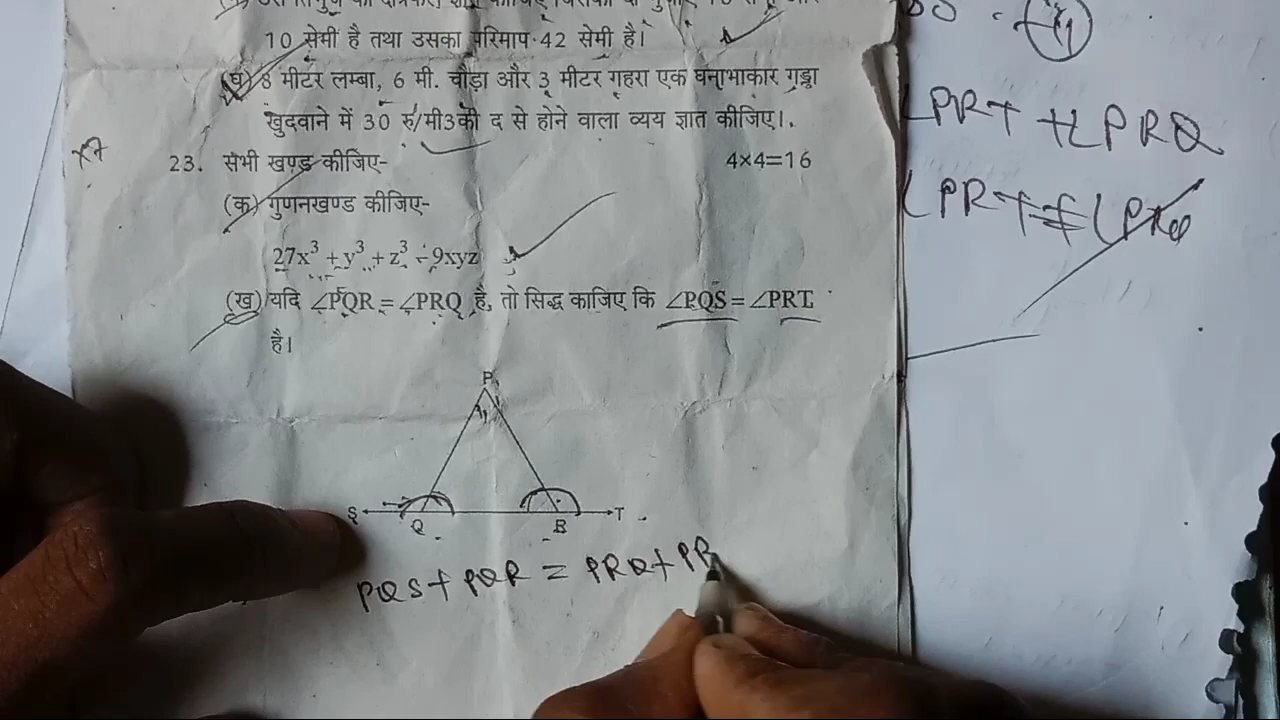 10 सेमी है तथा उसका परिमाप 42 सेमी है।
(घ) 8 मीटर लम्बा, 6 मी. चौड़ा और 3 मीटर गहरा एक घनाभाकार गड्ढा
खुदवाने में 30 रु/मी3की द से होने वाला व्यय ज्ञात कीजिए।.
23. सभी खण्ड कीजिए- 4×4=16
(क) गुणनखण्ड कीजिए-
27x³ + y³ + z³ - 9xyz
(ख) यदि ∠PQR = ∠PRQ है, तो सिद्ध काजिए कि ∠PQS = ∠PRT
है।
P
S Q R T
PQS + PQR = PRQ + PR
∠PRT + ∠PRQ
∠PRT